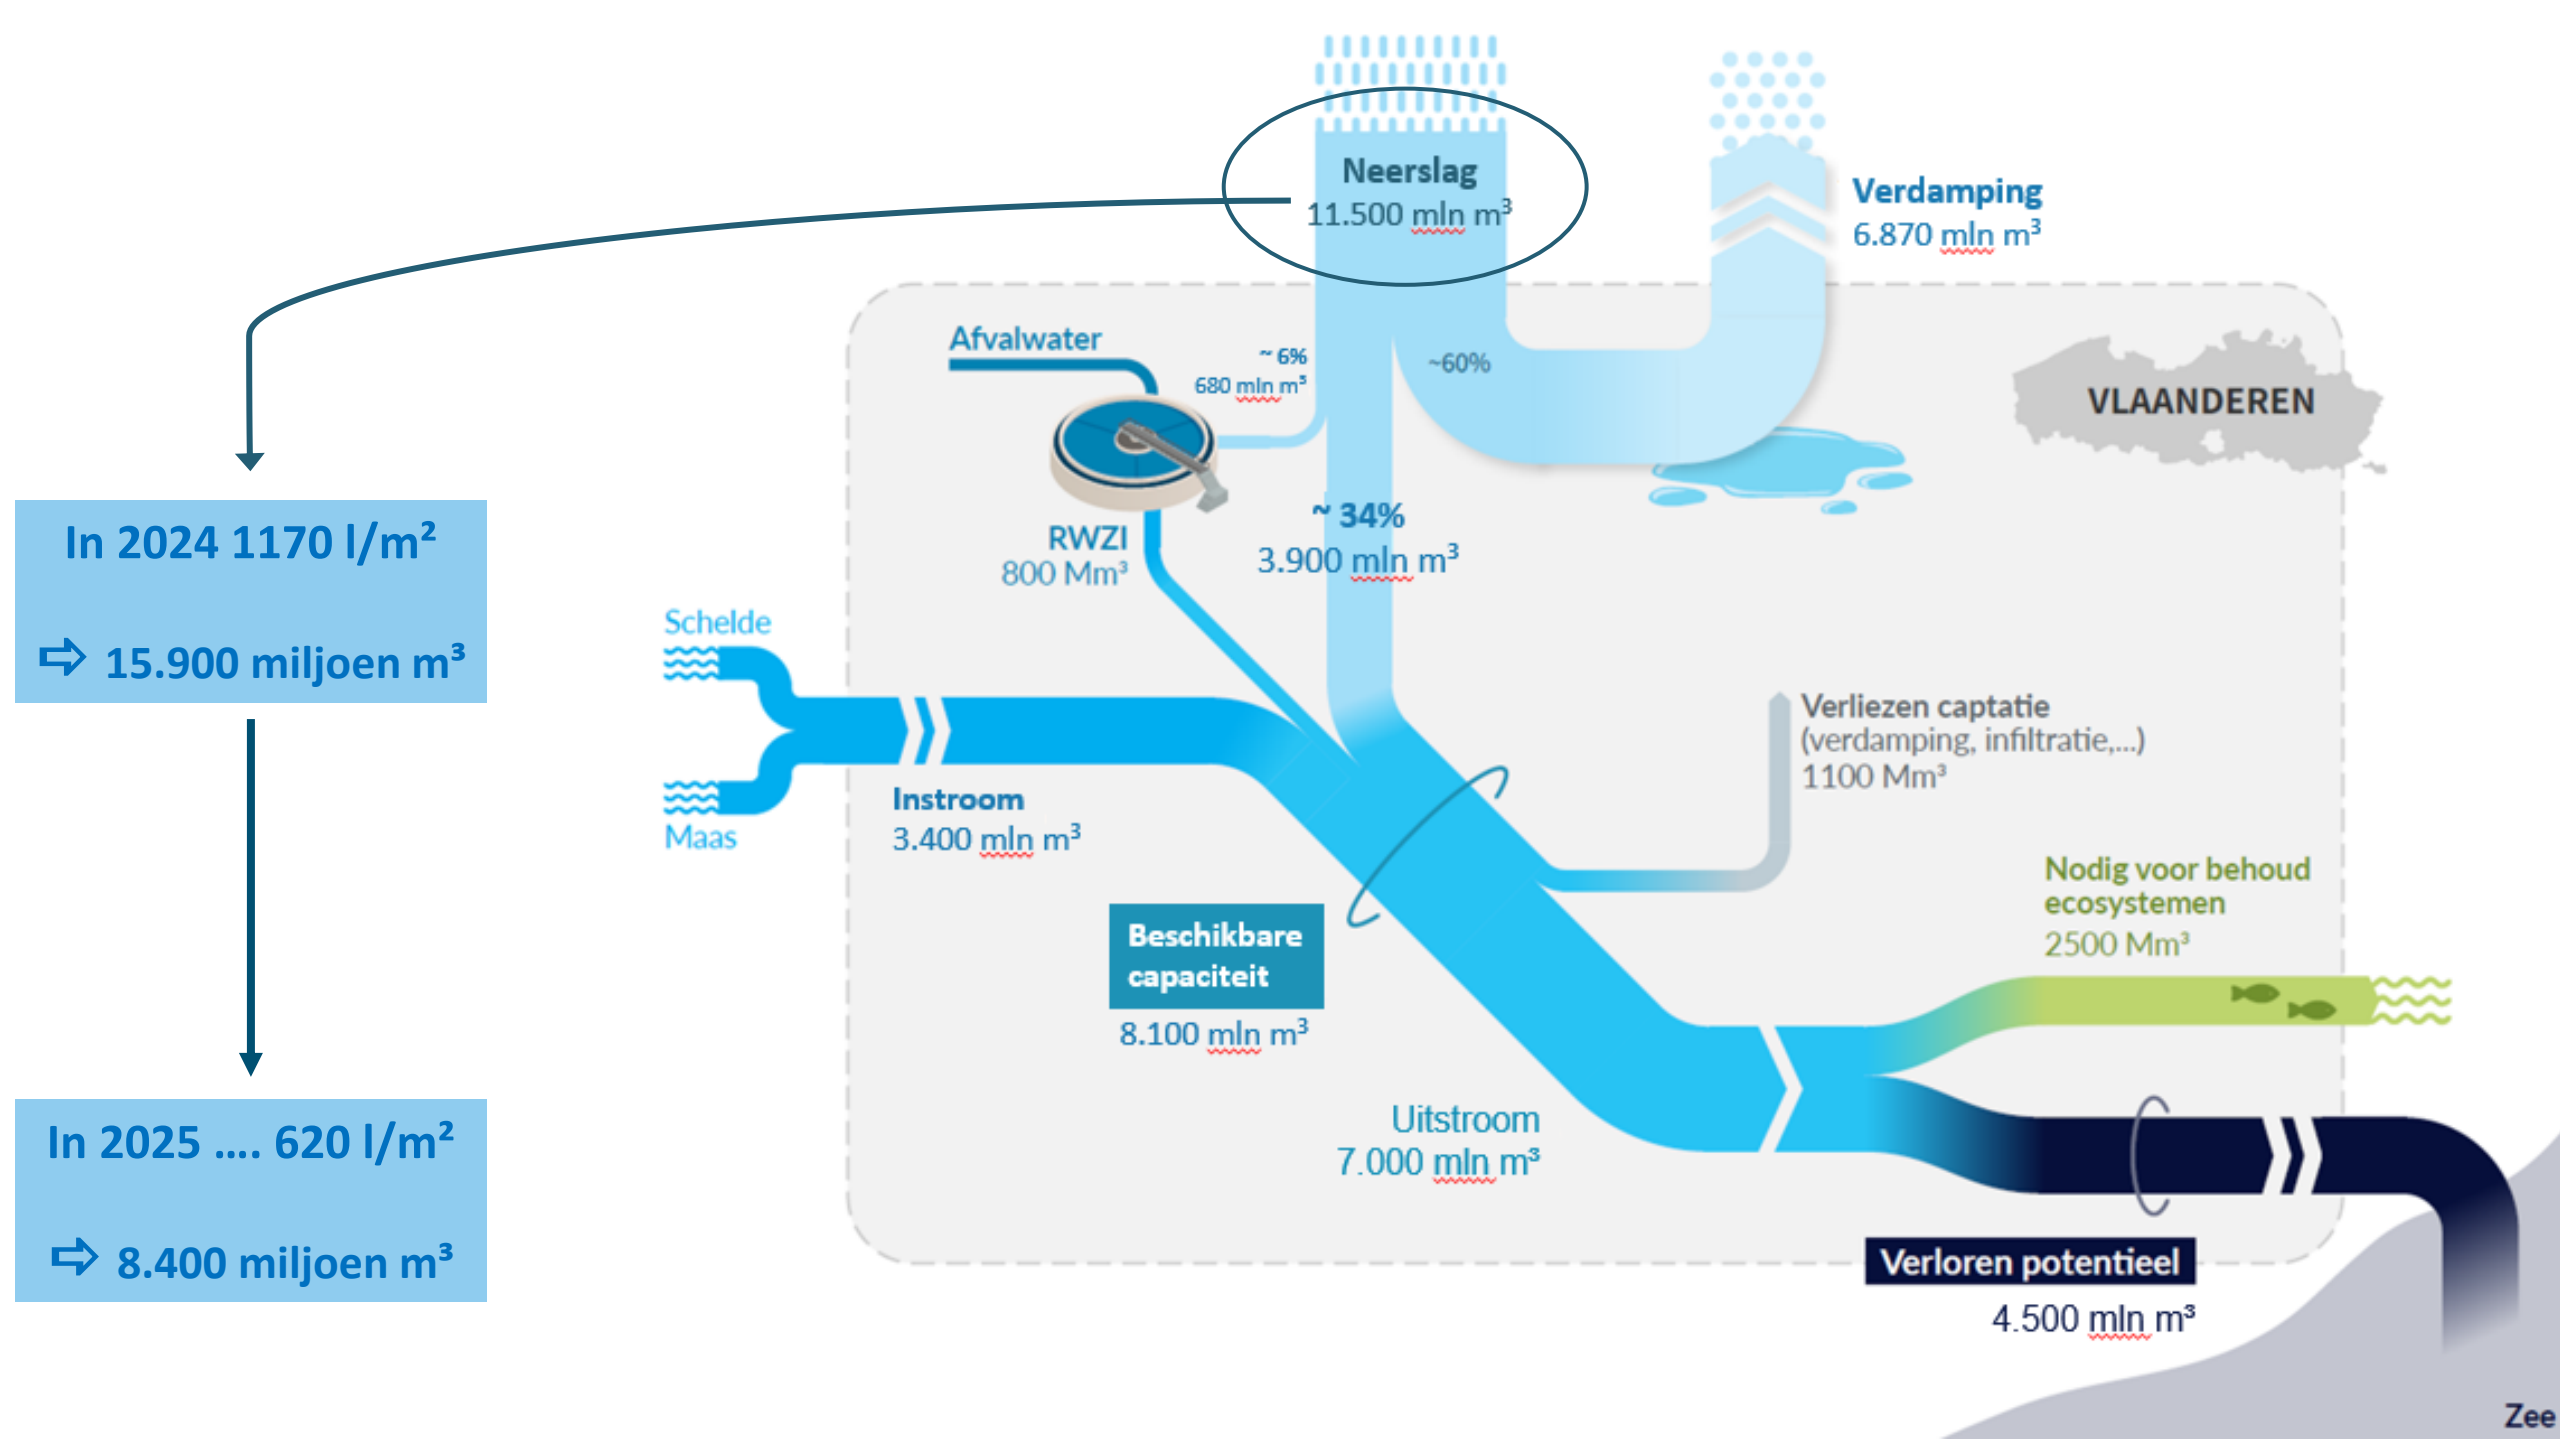 Neerslag
11.500 mln m³
Verdamping
6.870 mln m³
Afvalwater
~ 6%
680 mln m³
~60%
VLAANDEREN
In 2024 1170 l/m²
⇨ 15.900 miljoen m³
RWZI
800 Mm³
~ 34%
3.900 mln m³
Schelde
Maas
Instroom
3.400 mln m³
Verliezen captatie
(verdamping, infiltratie,...)
1100 Mm³
Beschikbare
capaciteit
8.100 mln m³
Nodig voor behoud
ecosystemen
2500 Mm³
In 2025 .... 620 l/m²
⇨ 8.400 miljoen m³
Uitstroom
7.000 mln m³
Verloren potentieel
4.500 mln m³
Zee